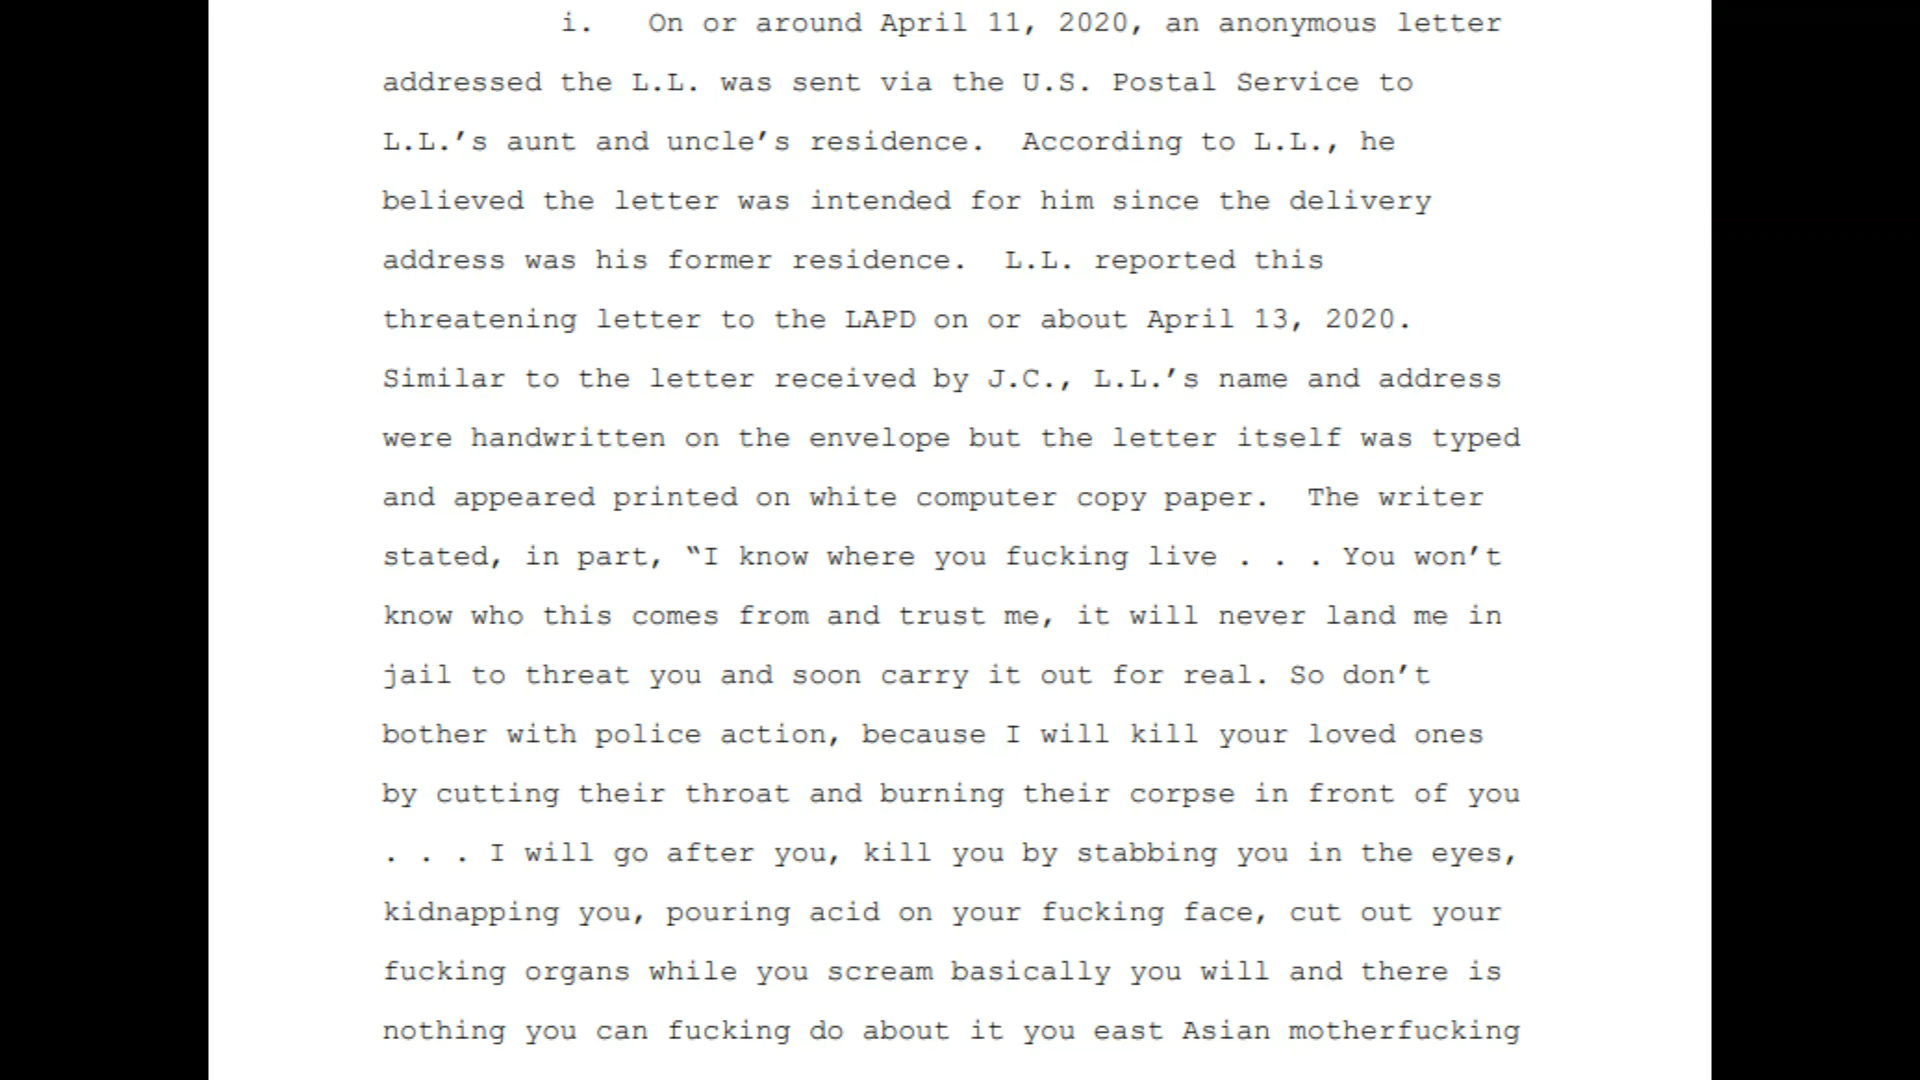 i. On or around April 11, 2020, an anonymous letter
addressed the L.L. was sent via the U.S. Postal Service to
L.L.’s aunt and uncle’s residence. According to L.L., he
believed the letter was intended for him since the delivery
address was his former residence. L.L. reported this
threatening letter to the LAPD on or about April 13, 2020.
Similar to the letter received by J.C., L.L.’s name and address
were handwritten on the envelope but the letter itself was typed
and appeared printed on white computer copy paper. The writer
stated, in part, “I know where you fucking live . . . You won’t
know who this comes from and trust me, it will never land me in
jail to threat you and soon carry it out for real. So don’t
bother with police action, because I will kill your loved ones
by cutting their throat and burning their corpse in front of you
. . . I will go after you, kill you by stabbing you in the eyes,
kidnapping you, pouring acid on your fucking face, cut out your
fucking organs while you scream basically you will and there is
nothing you can fucking do about it you east Asian motherfucking